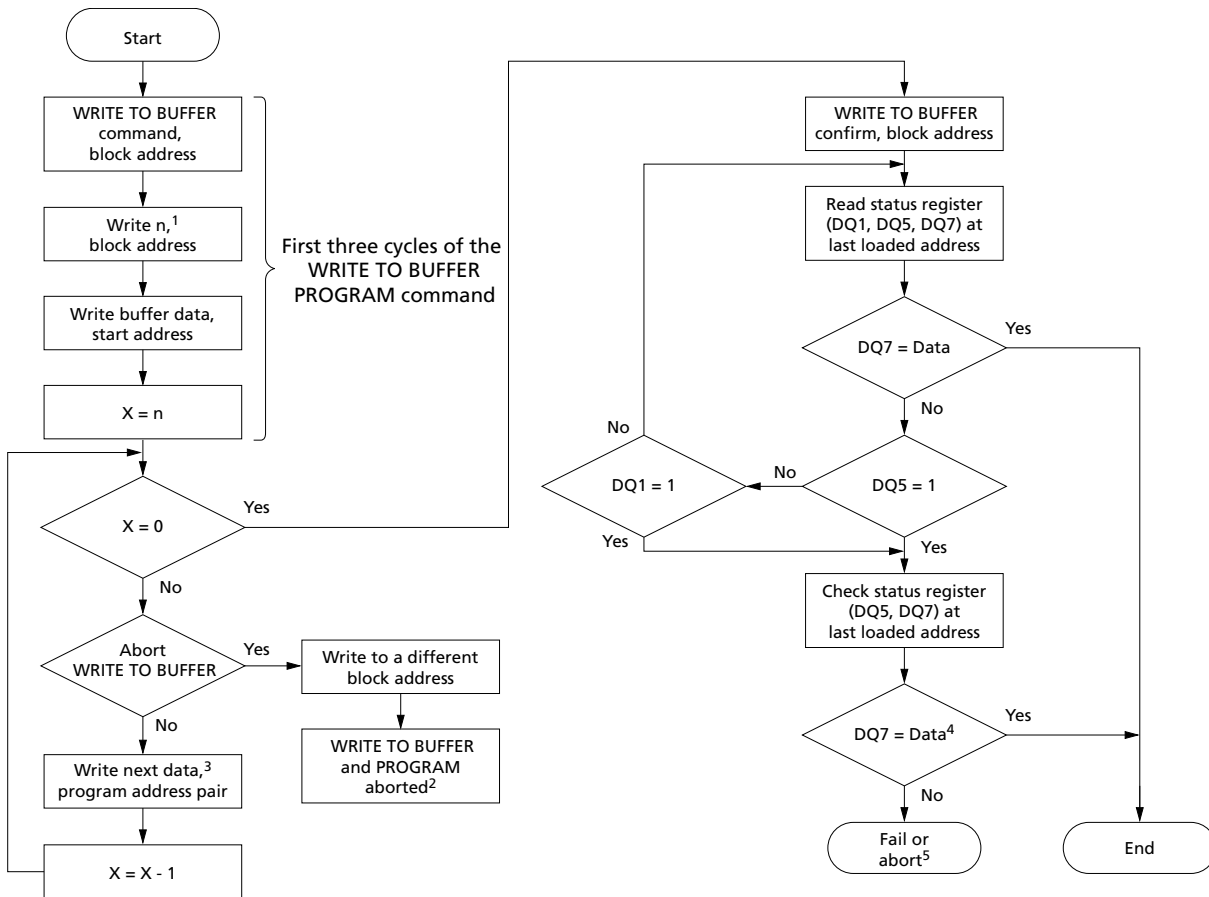 Start
WRITE TO BUFFER
command,
block address
Write n,¹
block address
Write buffer data,
start address
X = n
First three cycles of the
WRITE TO BUFFER
PROGRAM command
X = 0
Yes
No
Abort
WRITE TO BUFFER
Yes
No
Write to a different
block address
WRITE TO BUFFER
and PROGRAM
aborted²
Write next data,³
program address pair
X = X - 1
WRITE TO BUFFER
confirm, block address
Read status register
(DQ1, DQ5, DQ7) at
last loaded address
DQ7 = Data
Yes
No
DQ5 = 1
No
Yes
DQ1 = 1
No
Yes
Check status register
(DQ5, DQ7) at
last loaded address
DQ7 = Data⁴
Yes
No
Fail or
abort⁵
End